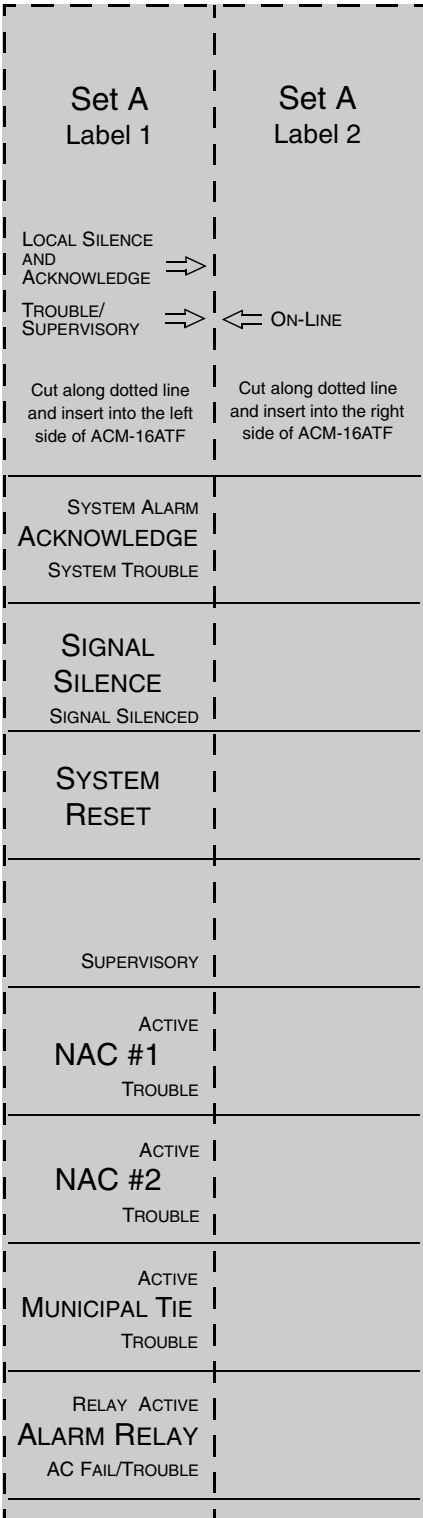 Set A
Label 1
LOCAL SILENCE
AND
ACKNOWLEDGE
TROUBLE/
SUPERVISORY
Cut along dotted line
and insert into the left
side of ACM-16ATF
Set A
Label 2
ON-LINE
Cut along dotted line
and insert into the right
side of ACM-16ATF
SYSTEM ALARM
ACKNOWLEDGE
SYSTEM TROUBLE
SIGNAL
SILENCE
SIGNAL SILENCED
SYSTEM
RESET
SUPERVISORY
ACTIVE
NAC #1
TROUBLE
ACTIVE
NAC #2
TROUBLE
ACTIVE
MUNICIPAL TIE
TROUBLE
RELAY ACTIVE
ALARM RELAY
AC FAIL/TROUBLE